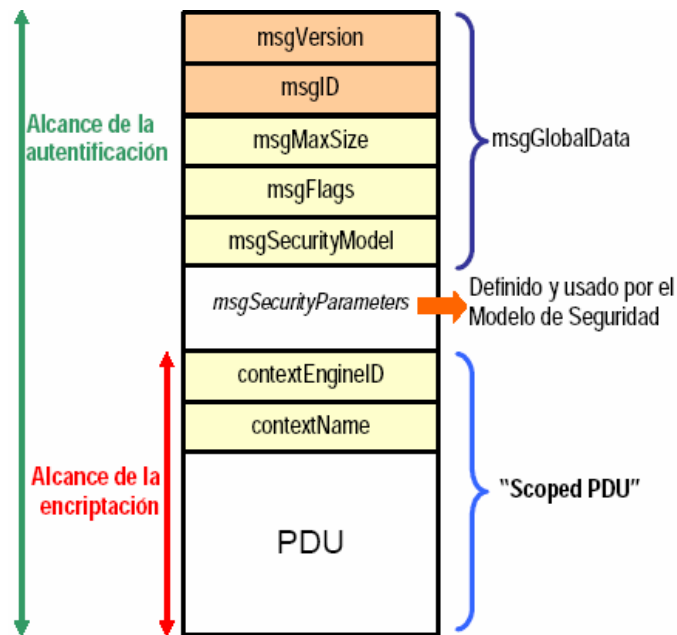 msgVersion
msgID
Alcance de la
autentificación
msgMaxSize
msgGlobalData
msgFlags
msgSecurityModel
msgSecurityParameters
Definido y usado por el
Modelo de Seguridad
contextEngineID
contextName
Alcance de la
encriptación
"Scoped PDU"
PDU